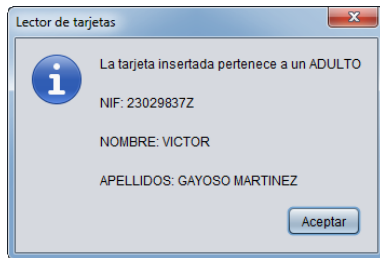 Lector de tarjetas
La tarjeta insertada pertenece a un ADULTO
NIF: 23029837Z
NOMBRE: VICTOR
APELLIDOS: GAYOSO MARTINEZ
Aceptar